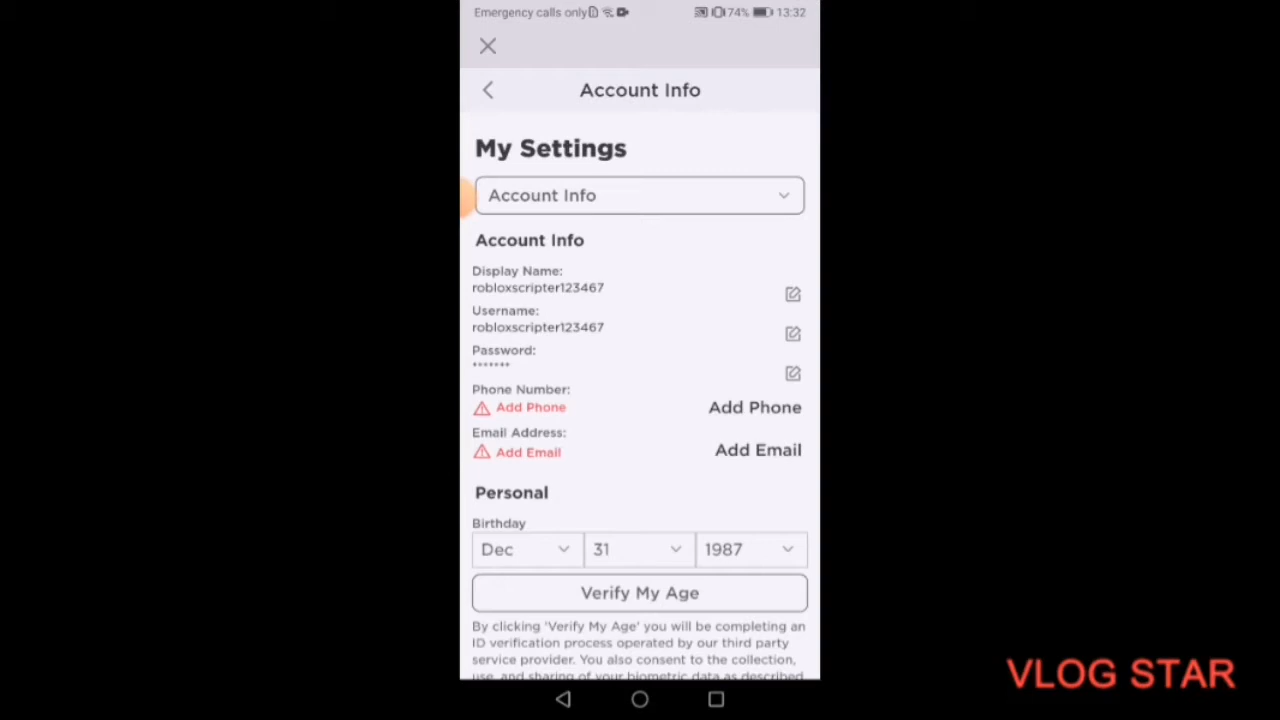 Emergency calls only 74% 13:32
Account Info
My Settings
Account Info
Account Info
Display Name:
robloxscripter123467
Username:
robloxscripter123467
Password:
*******
Phone Number:
Add Phone Add Phone
Email Address:
Add Email Add Email
Personal
Birthday
Dec 31 1987
Verify My Age
By clicking 'Verify My Age' you will be completing an
ID verification process operated by our third party
service provider. You also consent to the collection,
use, and sharing of your biometric data as described
VLOG STAR